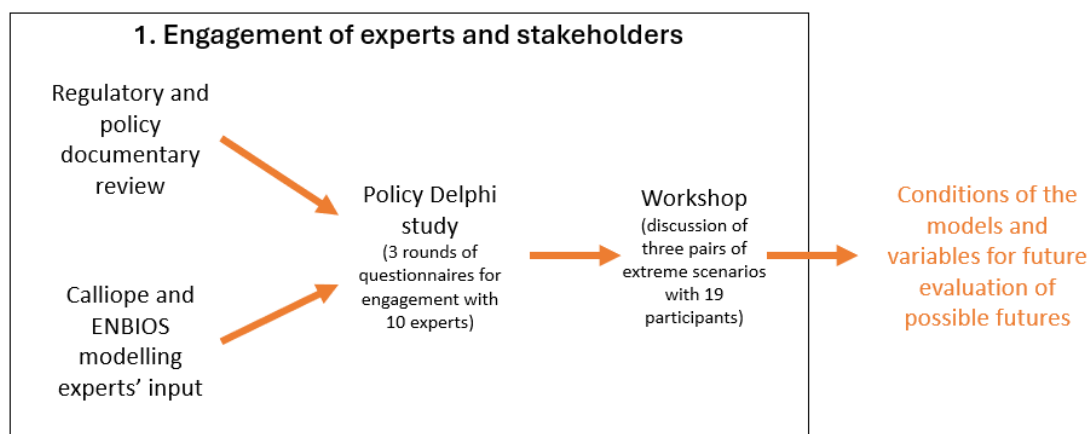 1. Engagement of experts and stakeholders
Regulatory and
policy
documentary
review
Calliope and
ENBIOS
modelling
experts’ input
Policy Delphi
study
(3 rounds of
questionnaires for
engagement with
10 experts)
Workshop
(discussion of
three pairs of
extreme scenarios
with 19
participants)
Conditions of the
models and
variables for future
evaluation of
possible futures